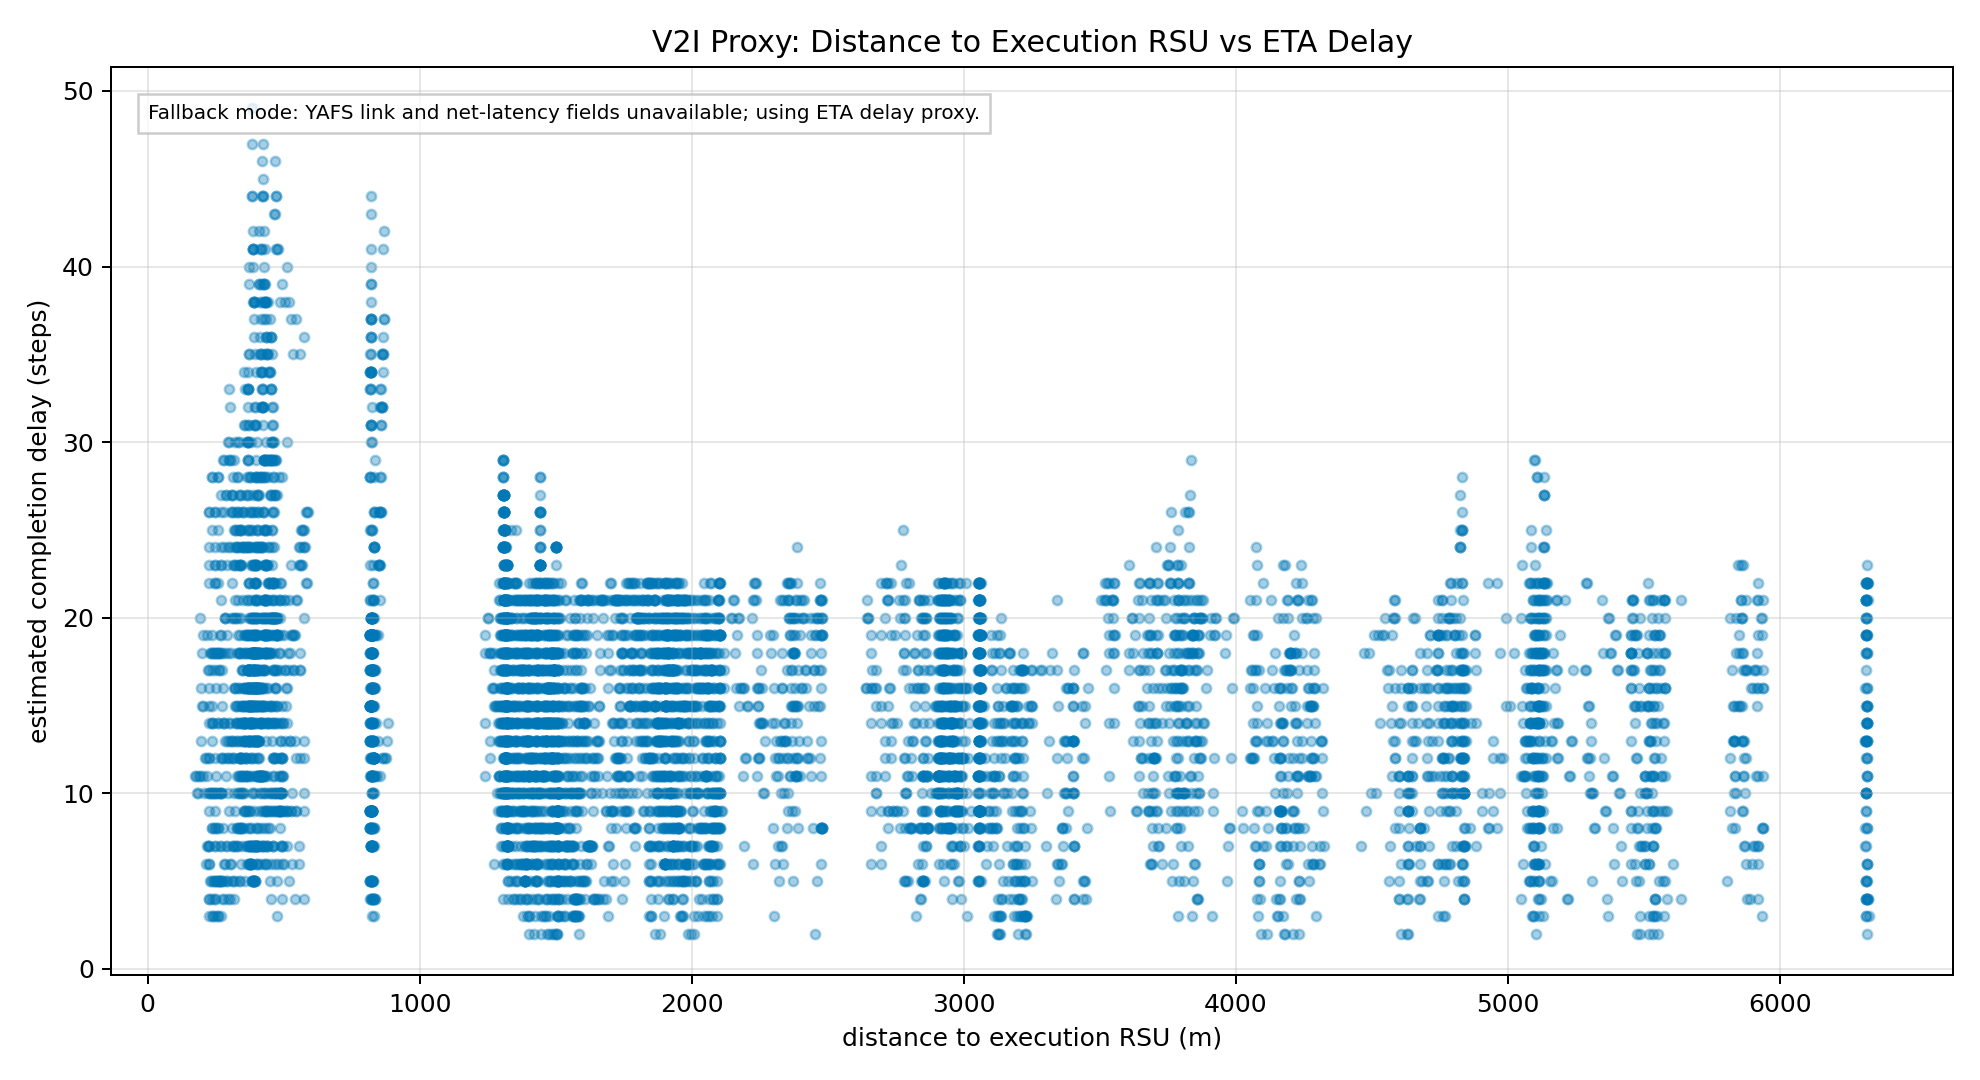 V2I Proxy: Distance to Execution RSU vs ETA Delay
Fallback mode: YAFS link and net-latency fields unavailable; using ETA delay proxy.
estimated completion delay (steps)
50
40
30
20
10
0
0 1000 2000 3000 4000 5000 6000
distance to execution RSU (m)